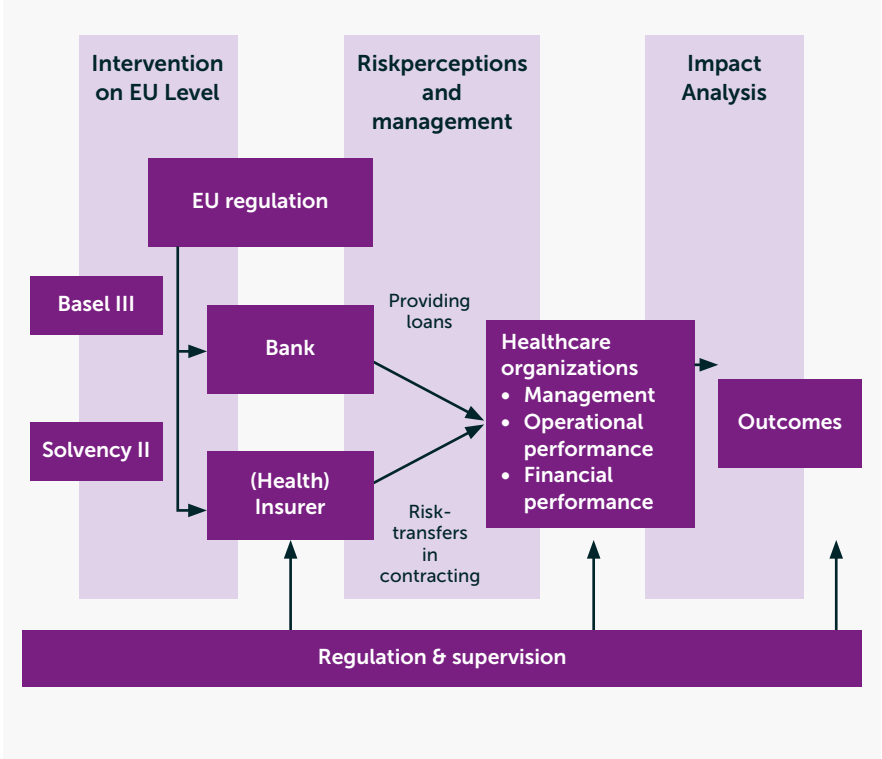 Intervention
on EU Level
Riskperceptions
and
management
Impact
Analysis
EU regulation
Basel III
Bank
Providing
loans
Solvency II
(Health)
Insurer
Risk-
transfers
in
contracting
Healthcare
organizations
• Management
• Operational
performance
• Financial
performance
Outcomes
Regulation & supervision